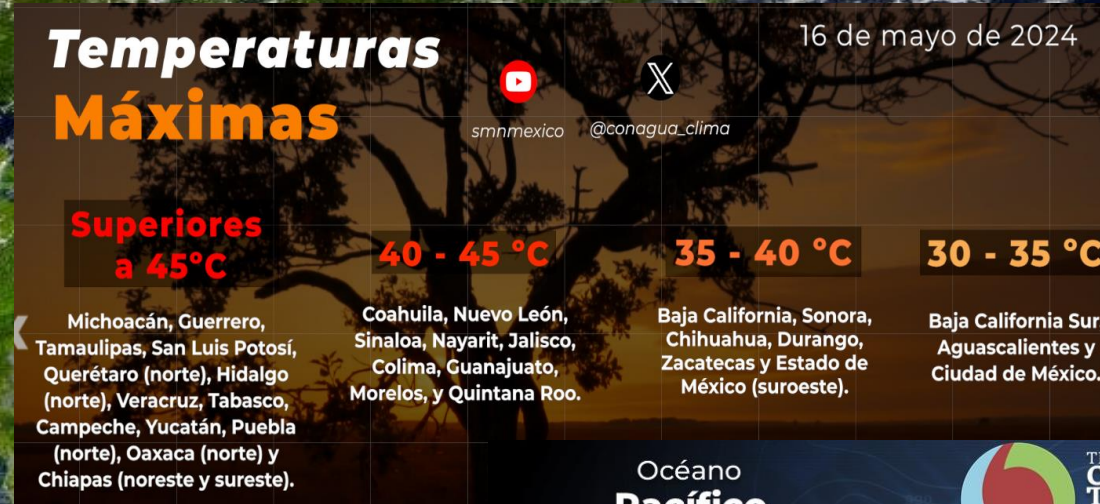 Temperaturas
Máximas
16 de mayo de 2024
smnmexico
@conagua_clima
Superiores
a 45°C
Michoacán, Guerrero,
Tamaulipas, San Luis Potosí,
Querétaro (norte), Hidalgo
(norte), Veracruz, Tabasco,
Campeche, Yucatán, Puebla
(norte), Oaxaca (norte) y
Chiapas (noreste y sureste).
40 - 45 °C
Coahuila, Nuevo León,
Sinaloa, Nayarit, Jalisco,
Colima, Guanajuato,
Morelos, y Quintana Roo.
35 - 40 °C
Baja California, Sonora,
Chihuahua, Durango,
Zacatecas y Estado de
México (suroeste).
30 - 35 °C
Baja California Sur
Aguascalientes y
Ciudad de México.
Océano
Pacífico